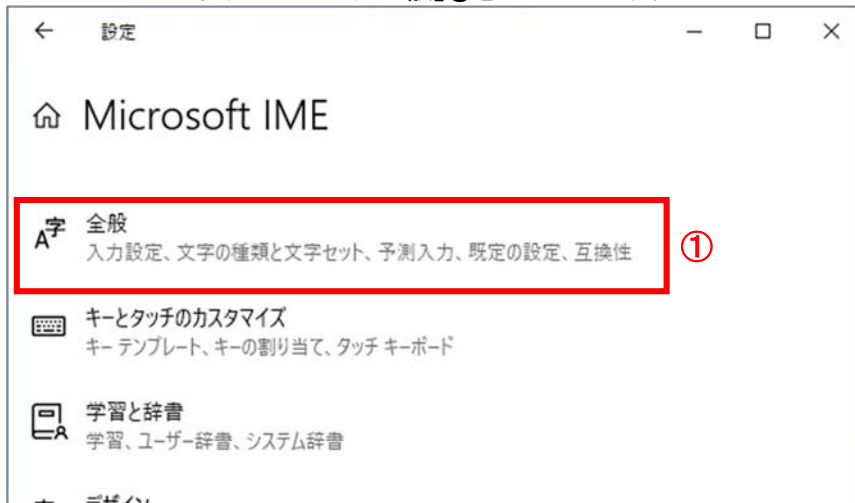 設定
Microsoft IME
全般
入力設定、文字の種類と文字セット、予測入力、既定の設定、互換性
①
キーとタッチのカスタマイズ
キー テンプレート、キーの割り当て、タッチ キーボード
学習と辞書
学習、ユーザー辞書、システム辞書
デザイン